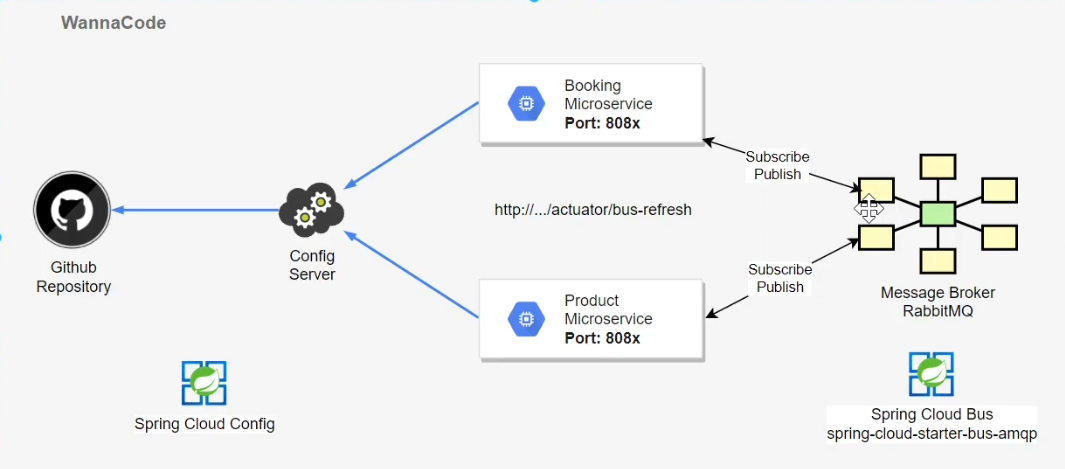 WannaCode
Booking
Microservice
Port: 808x
Subscribe
Publish
http://.../actuator/bus-refresh
Github
Repository
Config
Server
Subscribe
Publish
Product
Microservice
Port: 808x
Message Broker
RabbitMQ
Spring Cloud Config
Spring Cloud Bus
spring-cloud-starter-bus-amqp